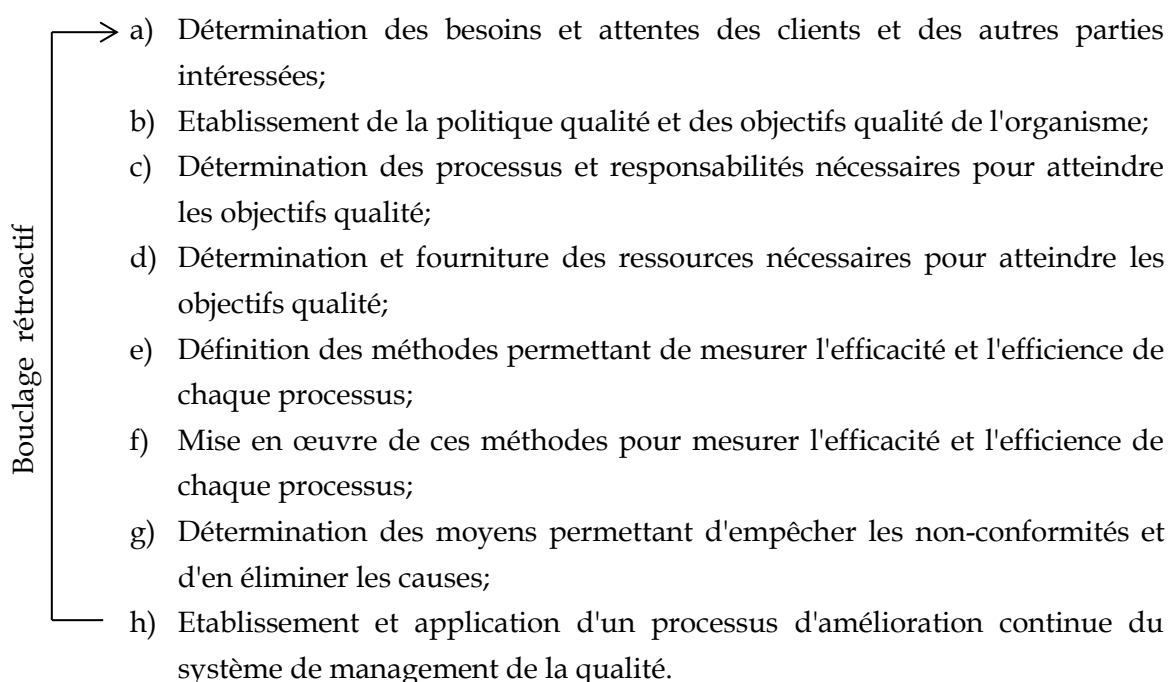 a) Détermination des besoins et attentes des clients et des autres parties
intéressées;
b) Etablissement de la politique qualité et des objectifs qualité de l'organisme;
c) Détermination des processus et responsabilités nécessaires pour atteindre
les objectifs qualité;
d) Détermination et fourniture des ressources nécessaires pour atteindre les
objectifs qualité;
e) Définition des méthodes permettant de mesurer l'efficacité et l'efficience de
chaque processus;
f) Mise en œuvre de ces méthodes pour mesurer l'efficacité et l'efficience de
chaque processus;
g) Détermination des moyens permettant d'empêcher les non-conformités et
d'en éliminer les causes;
h) Etablissement et application d'un processus d'amélioration continue du
système de management de la qualité.
Bouclage rétroactif